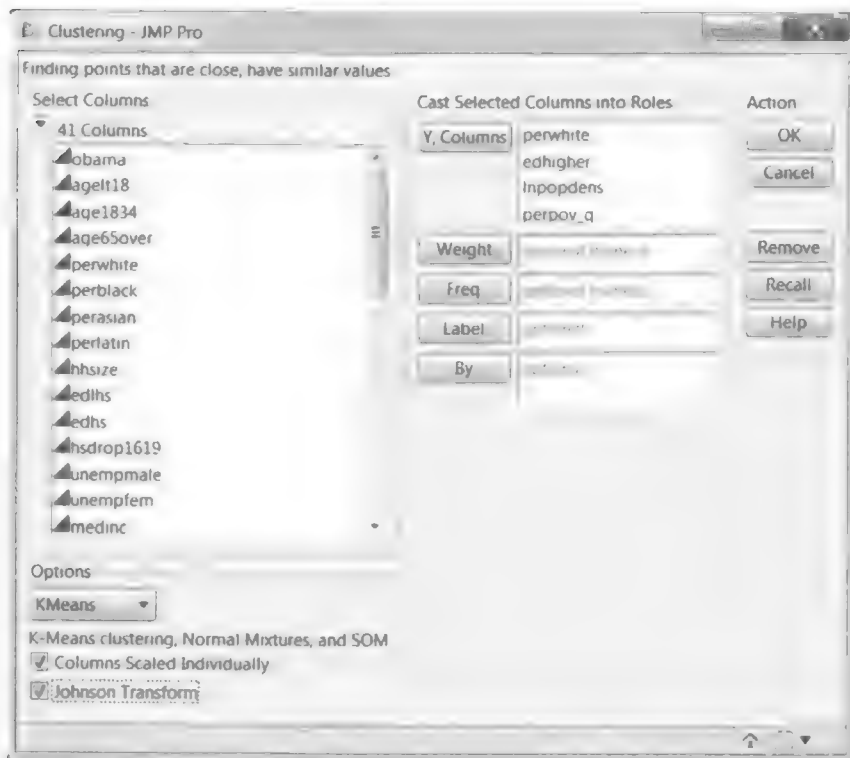 Clustering - JMP Pro
Finding points that are close, have similar values
Select Columns
41 Columns
obama
agelt18
age1834
age65over
perwhite
perblack
perasian
perlatin
hhsize
edlhs
edhs
hsdrop1619
unempmale
unempfem
medinc
Options
KMeans
K-Means clustering, Normal Mixtures, and SOM
Columns Scaled Individually
Johnson Transform
Cast Selected Columns into Roles
Y, Columns
perwhite
edhigher
lnpopdens
perpov_q
Weight
Freq
Label
By
Action
OK
Cancel
Remove
Recall
Help